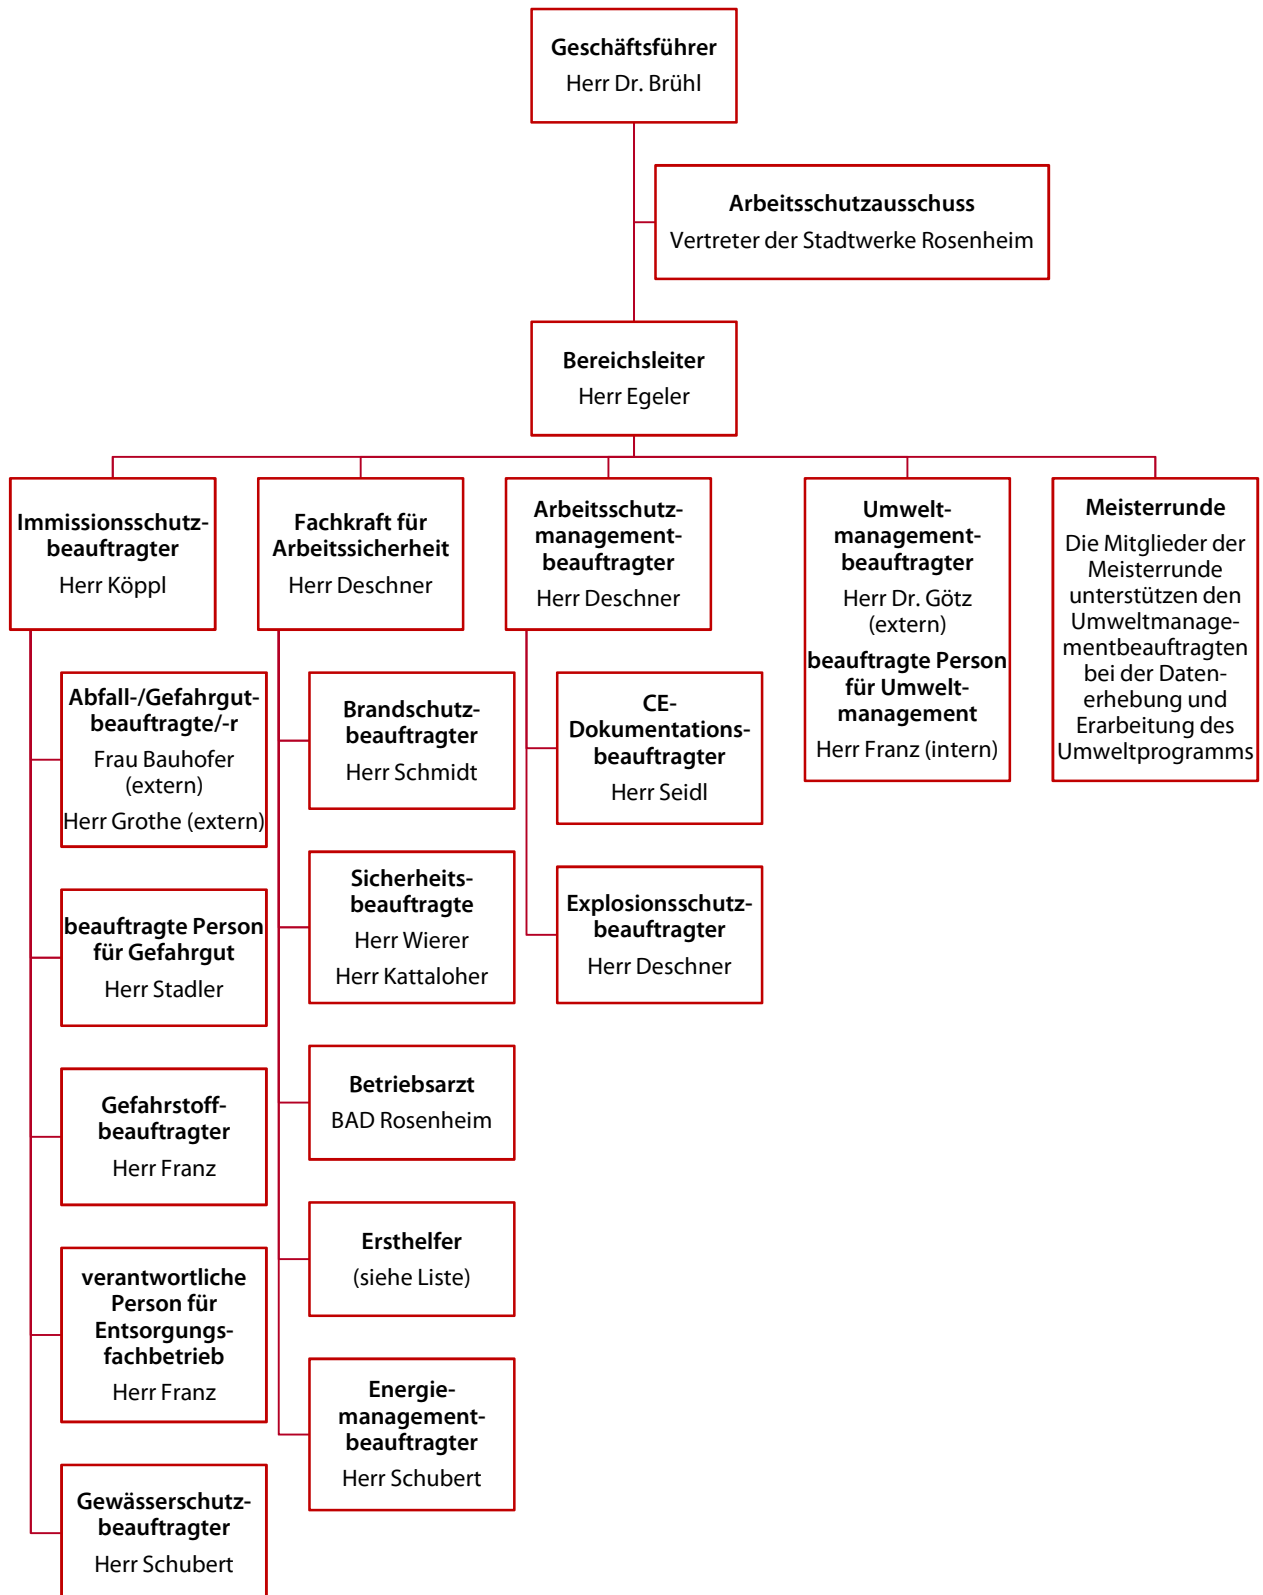 Geschäftsführer
Herr Dr. Brühl
Arbeitsschutzausschuss
Vertreter der Stadtwerke Rosenheim
Bereichsleiter
Herr Egeler
Immissionsschutz-
beauftragter
Herr Köppl
Abfall-/Gefahrgut-
beauftragte/-r
Frau Bauhofer
(extern)
Herr Grothe (extern)
beauftragte Person
für Gefahrgut
Herr Stadler
Gefahrstoff-
beauftragter
Herr Franz
verantwortliche
Person für
Entsorgungs-
fachbetrieb
Herr Franz
Gewässerschutz-
beauftragter
Herr Schubert
Fachkraft für
Arbeitssicherheit
Herr Deschner
Brandschutz-
beauftragter
Herr Schmidt
Sicherheits-
beauftragte
Herr Wierer
Herr Kattaloher
Betriebsarzt
BAD Rosenheim
Ersthelfer
(siehe Liste)
Energie-
management-
beauftragter
Herr Schubert
Arbeitsschutz-
management-
beauftragter
Herr Deschner
CE-
Dokumentations-
beauftragter
Herr Seidl
Explosionsschutz-
beauftragter
Herr Deschner
Umwelt-
management-
beauftragter
Herr Dr. Götz
(extern)
beauftragte Person
für Umwelt-
management
Herr Franz (intern)
Meisterrunde
Die Mitglieder der
Meisterrunde
unterstützen den
Umweltmanage-
mentbeauftragten
bei der Daten-
erhebung und
Erarbeitung des
Umweltprogramms